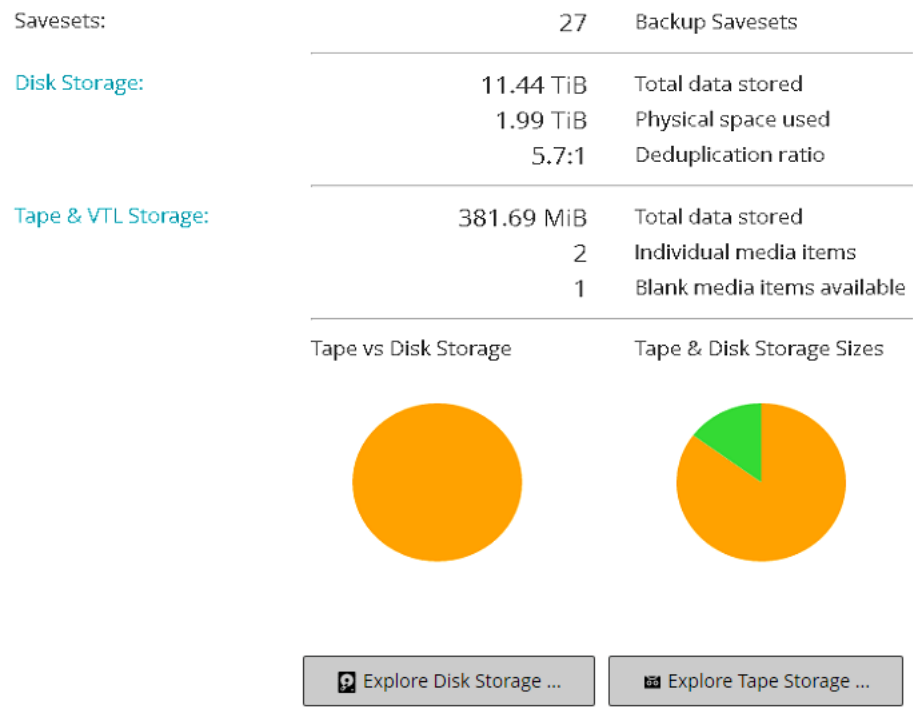 Savesets: 27 Backup Savesets
Disk Storage: 11.44 TiB Total data stored
1.99 TiB Physical space used
5.7:1 Deduplication ratio
Tape & VTL Storage: 381.69 MiB Total data stored
2 Individual media items
1 Blank media items available
Tape vs Disk Storage Tape & Disk Storage Sizes
Explore Disk Storage ... Explore Tape Storage ...